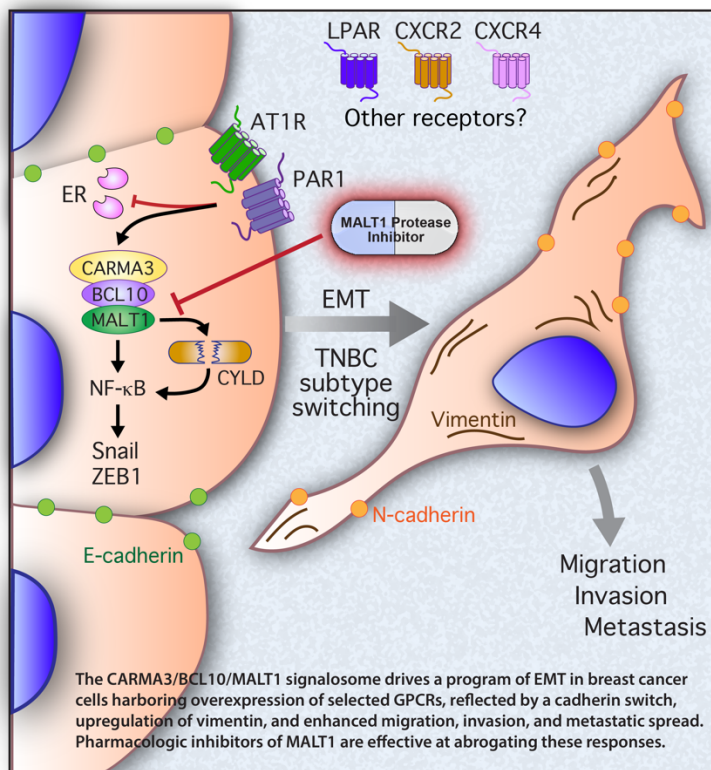 LPAR CXCR2 CXCR4
Other receptors?
AT1R
PAR1
ER
MALT1 Protease
Inhibitor
CARMA3
BCL10
MALT1
CYLD
NF-κB
Snail
ZEB1
EMT
TNBC
subtype
switching
Vimentin
N-cadherin
E-cadherin
Migration
Invasion
Metastasis
The CARMA3/BCL10/MALT1 signalosome drives a program of EMT in breast cancer
cells harboring overexpression of selected GPCRs, reflected by a cadherin switch,
upregulation of vimentin, and enhanced migration, invasion, and metastatic spread.
Pharmacologic inhibitors of MALT1 are effective at abrogating these responses.